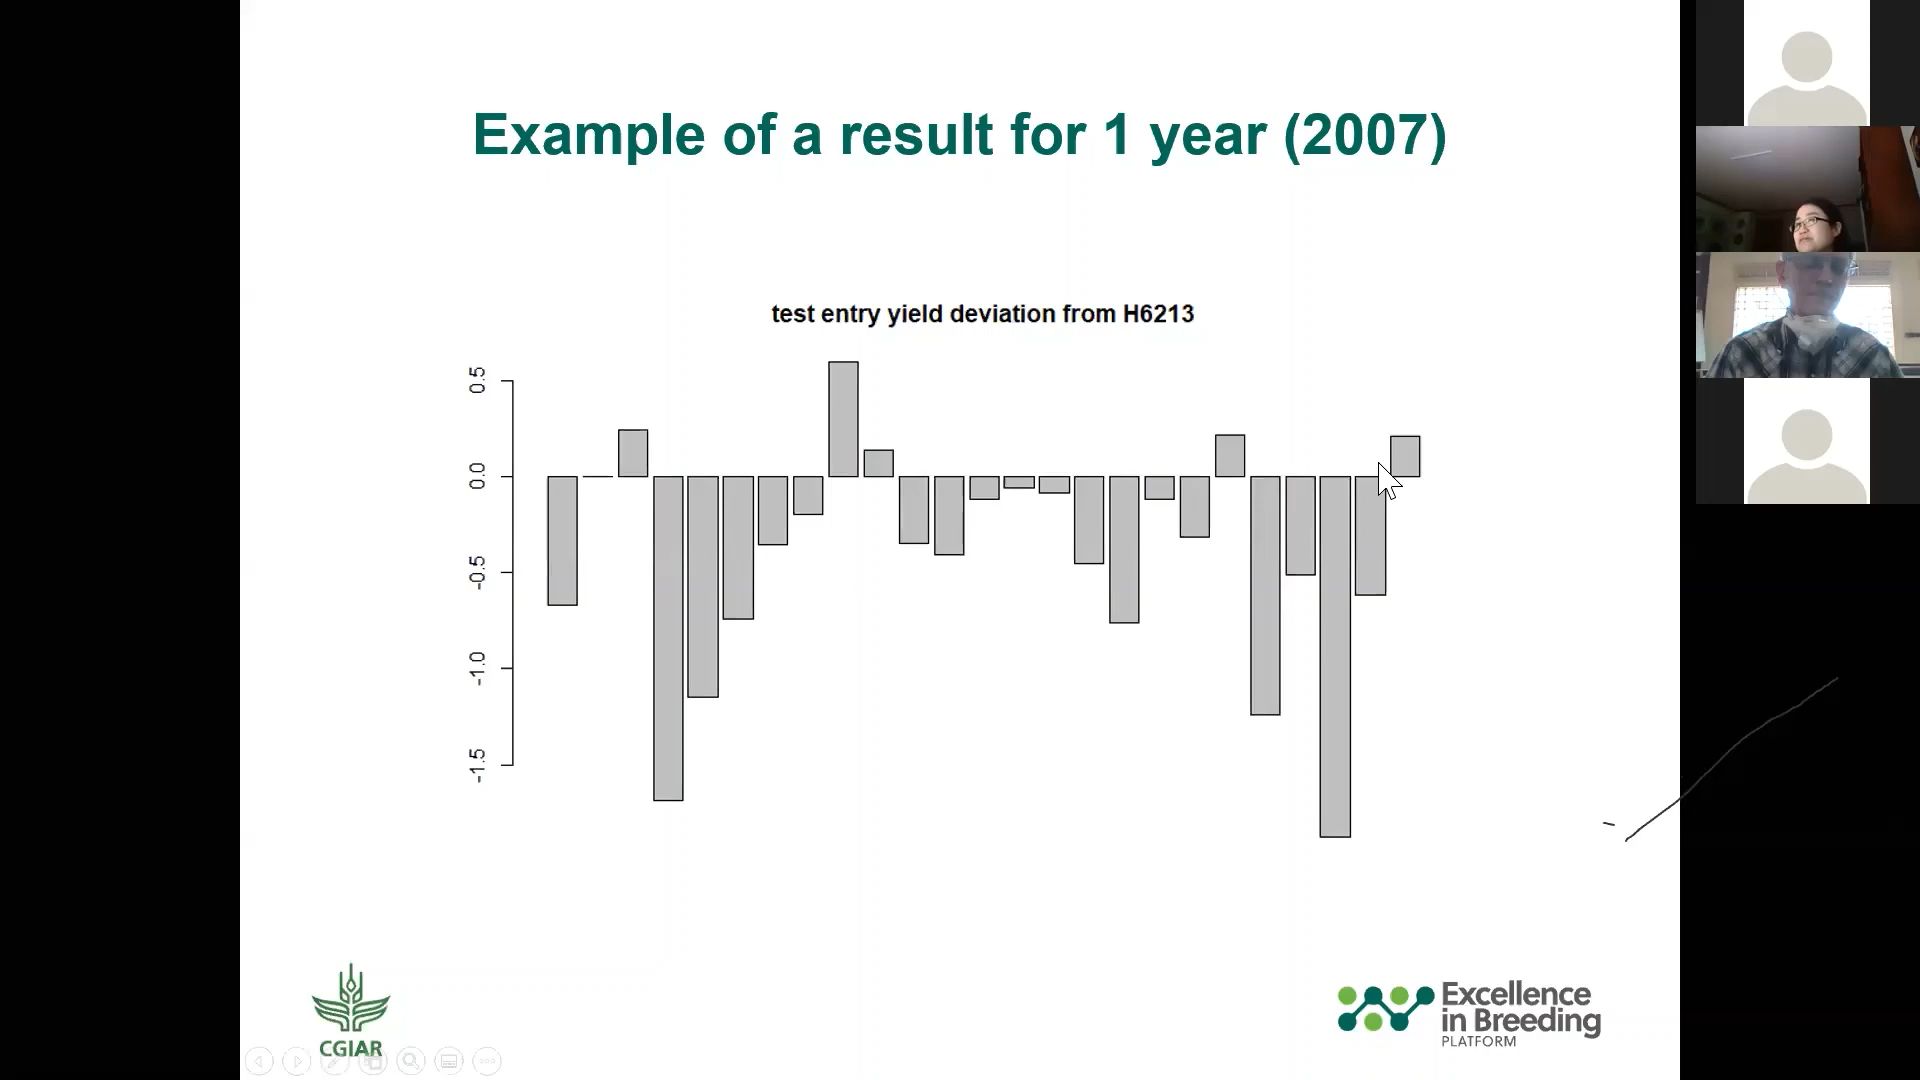 Example of a result for 1 year (2007)
test entry yield deviation from H6213
0.5
0.0
-0.5
-1.0
-1.5
CGIAR
Excellence
in Breeding
PLATFORM